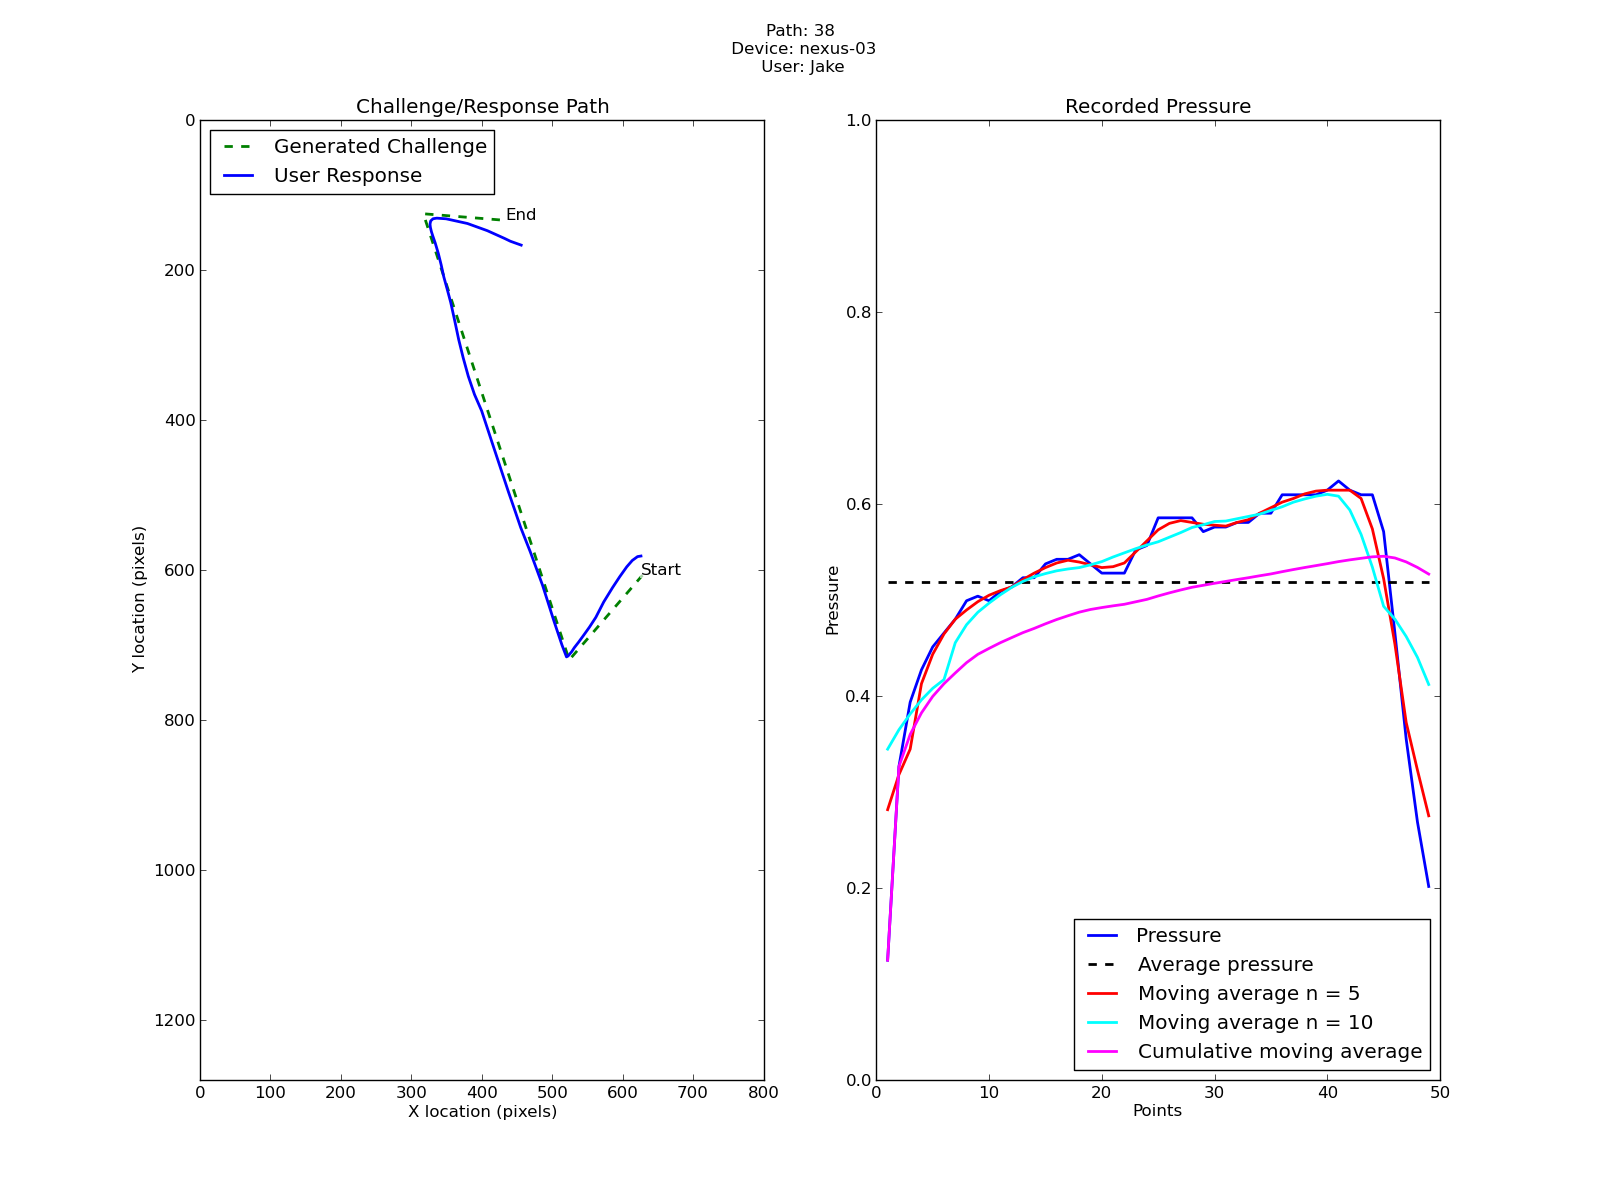 Path: 38
Device: nexus-03
User: Jake
Challenge/Response Path
Generated Challenge
User Response
End
Start
0
200
400
600
800
1000
1200
Y location (pixels)
0 100 200 300 400 500 600 700 800
X location (pixels)
Recorded Pressure
1.0
0.8
0.6
0.4
0.2
0.0
Pressure
Pressure
Average pressure
Moving average n = 5
Moving average n = 10
Cumulative moving average
0 10 20 30 40 50
Points